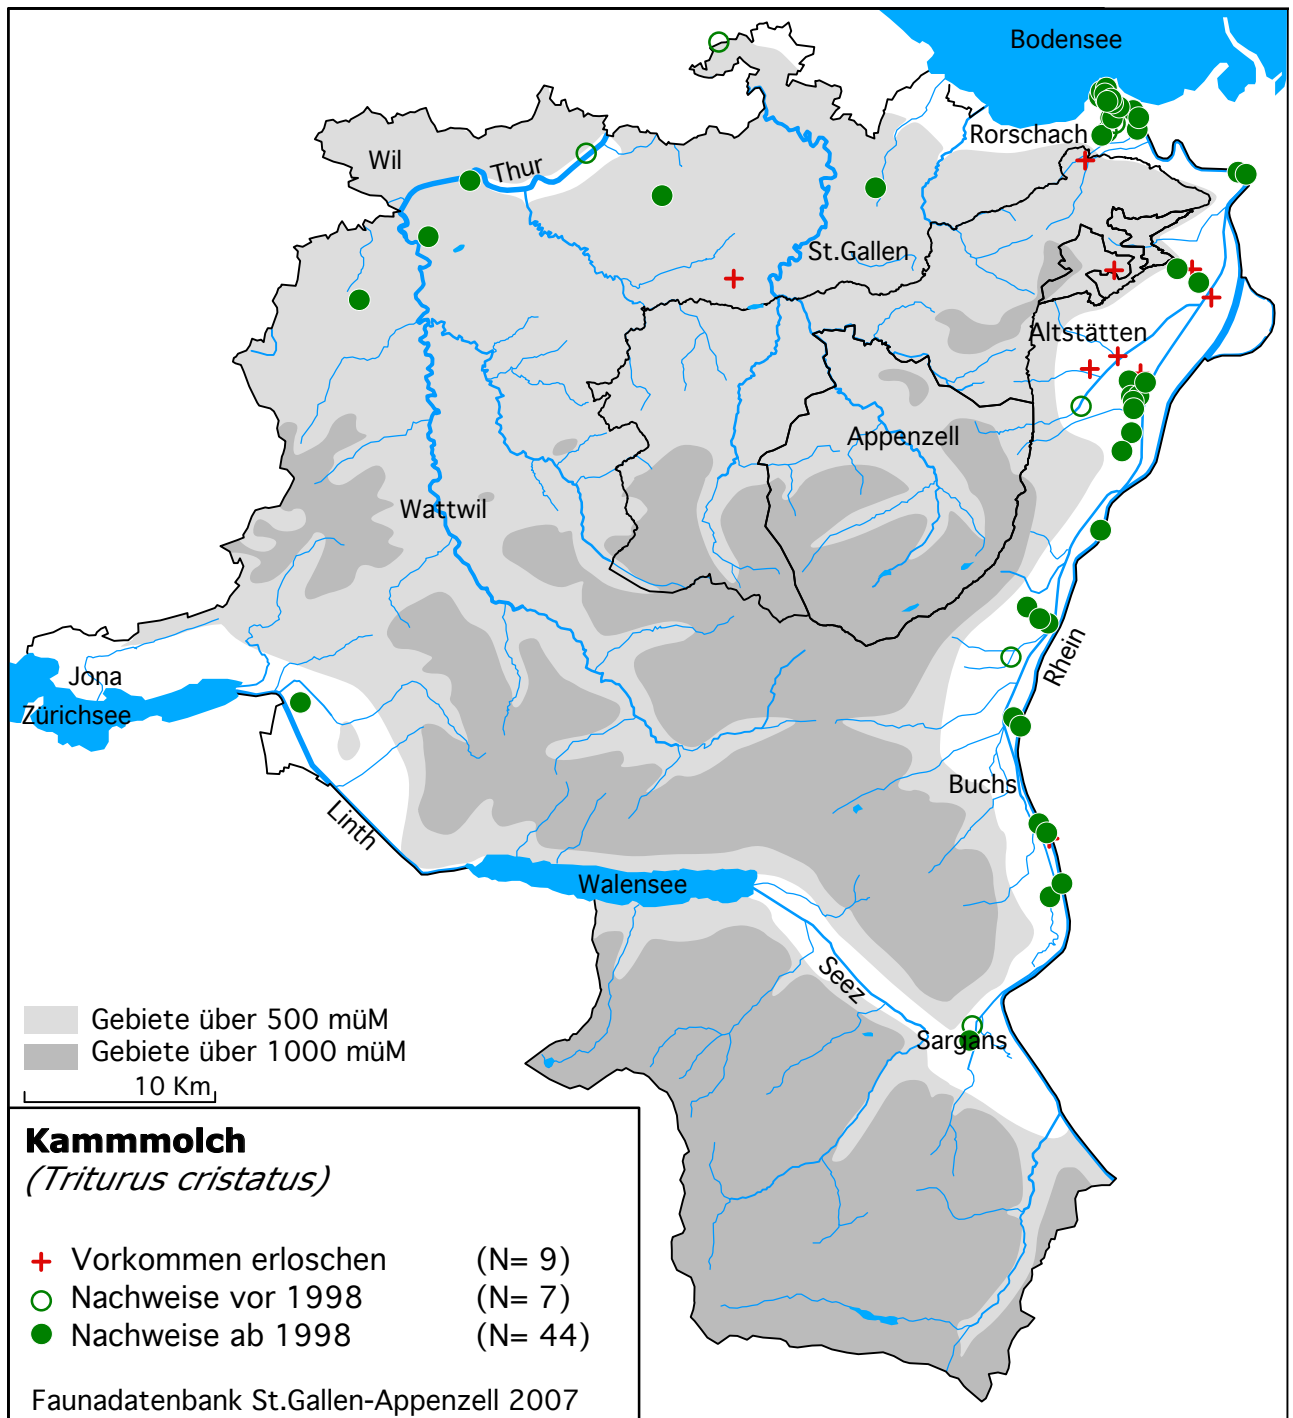 Bodensee
Rorschach
Wil
Thur
St.Gallen
Altstätten
Appenzell
Wattwil
Rhein
Jona
Zürichsee
Buchs
Linth
Walensee
Seez
Sargans
Gebiete über 500 müM
Gebiete über 1000 müM
10 Km
Kammmolch
(Triturus cristatus)
Vorkommen erloschen (N= 9)
Nachweise vor 1998 (N= 7)
Nachweise ab 1998 (N= 44)
Faunadatenbank St.Gallen-Appenzell 2007